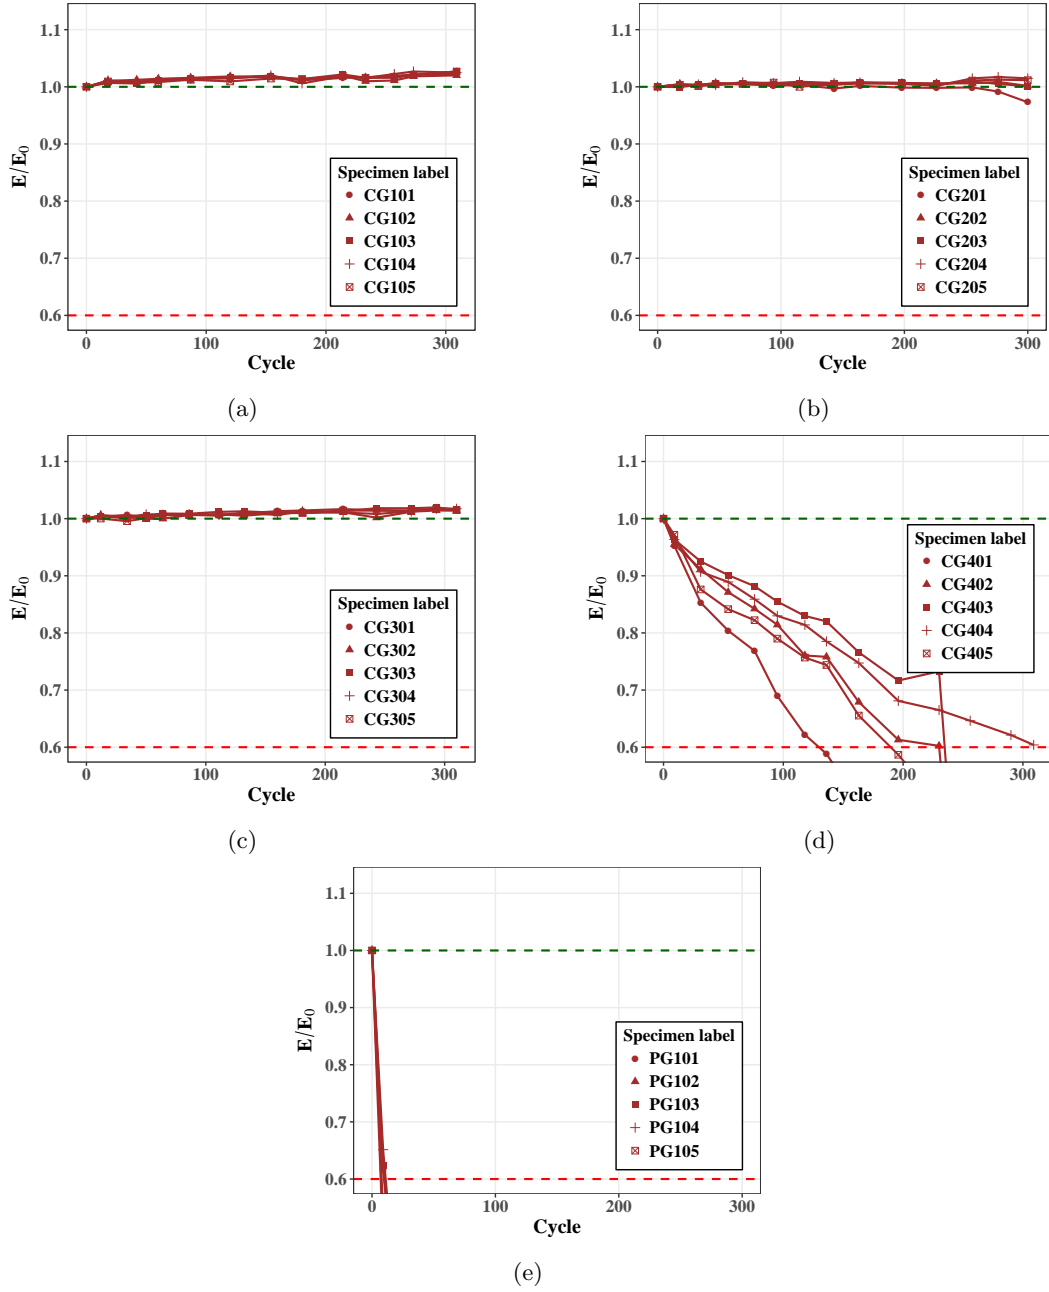 1.1
1.0
0.9
0.8
0.7
0.6
E/E0
Specimen label
CG101
CG102
CG103
CG104
CG105
0 100 200 300
Cycle
(a)
1.1
1.0
0.9
0.8
0.7
0.6
E/E0
Specimen label
CG201
CG202
CG203
CG204
CG205
0 100 200 300
Cycle
(b)
1.1
1.0
0.9
0.8
0.7
0.6
E/E0
Specimen label
CG301
CG302
CG303
CG304
CG305
0 100 200 300
Cycle
(c)
1.1
1.0
0.9
0.8
0.7
0.6
E/E0
Specimen label
CG401
CG402
CG403
CG404
CG405
0 100 200 300
Cycle
(d)
1.1
1.0
0.9
0.8
0.7
0.6
E/E0
Specimen label
PG101
PG102
PG103
PG104
PG105
0 100 200 300
Cycle
(e)